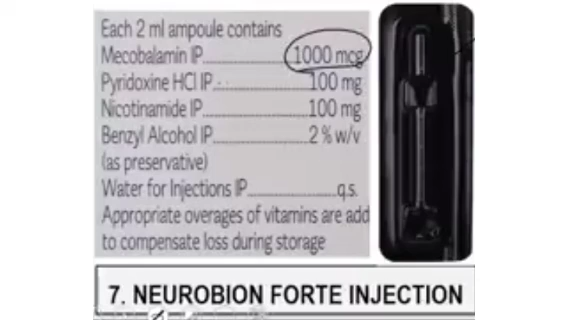 Each 2 ml ampoule contains
Mecobalamin IP......................1000 mcg
Pyridoxine HCl IP......................100 mg
Nicotinamide IP......................100 mg
Benzyl Alcohol IP......................2 % w/v
(as preservative)
Water for Injections IP......................q.s.
Appropriate overages of vitamins are add
to compensate loss during storage
7. NEUROBION FORTE INJECTION